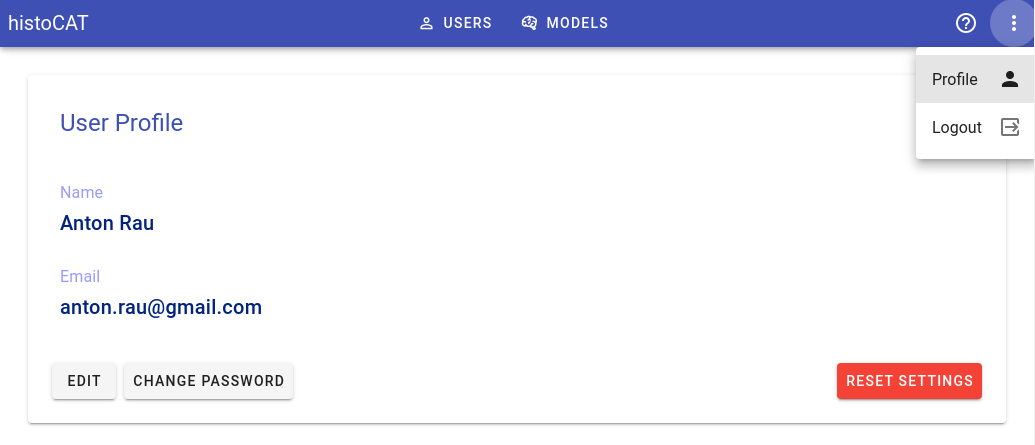 histoCAT
USERS
MODELS
Profile
Logout
User Profile
Name
Anton Rau
Email
anton.rau@gmail.com
EDIT
CHANGE PASSWORD
RESET SETTINGS